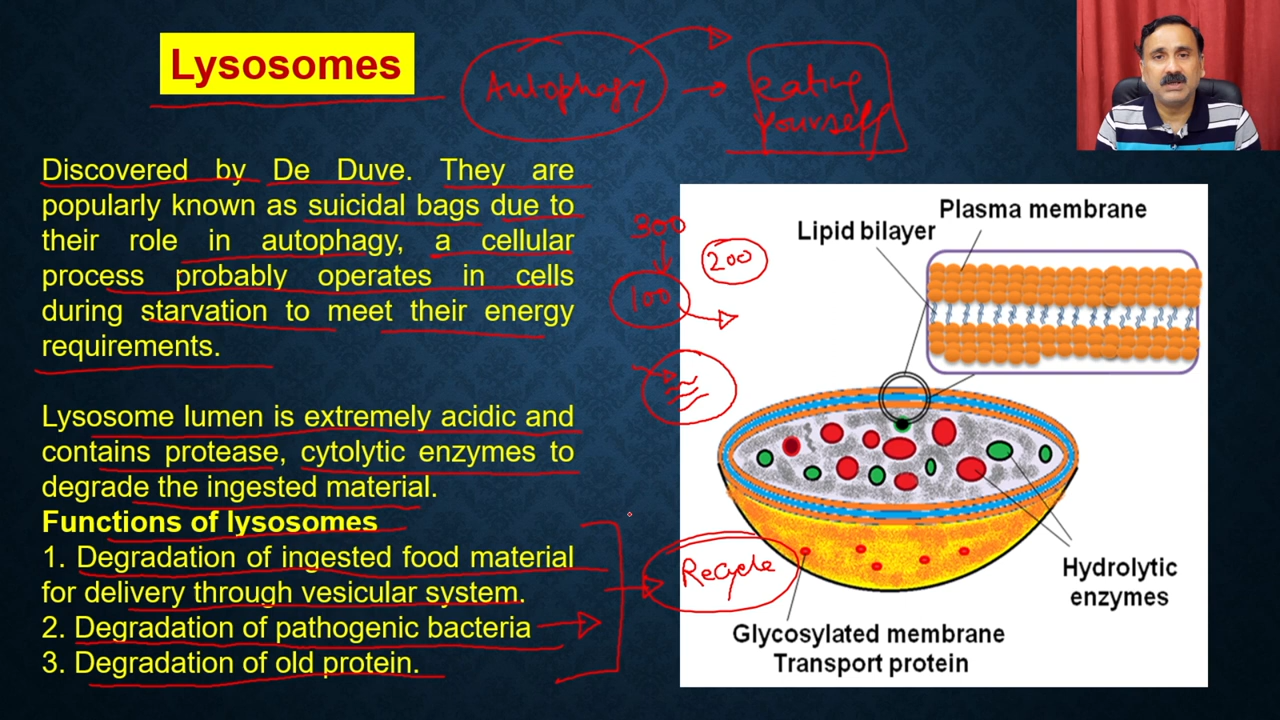 Lysosomes
Autophagy
Eating
yourself
Discovered by De Duve. They are
popularly known as suicidal bags due to
their role in autophagy, a cellular
process probably operates in cells
during starvation to meet their energy
requirements.
300
100
200
Lysosome lumen is extremely acidic and
contains protease, cytolytic enzymes to
degrade the ingested material.
Functions of lysosomes
1. Degradation of ingested food material
for delivery through vesicular system.
2. Degradation of pathogenic bacteria
3. Degradation of old protein.
Recycle
Plasma membrane
Lipid bilayer
Hydrolytic
enzymes
Glycosylated membrane
Transport protein